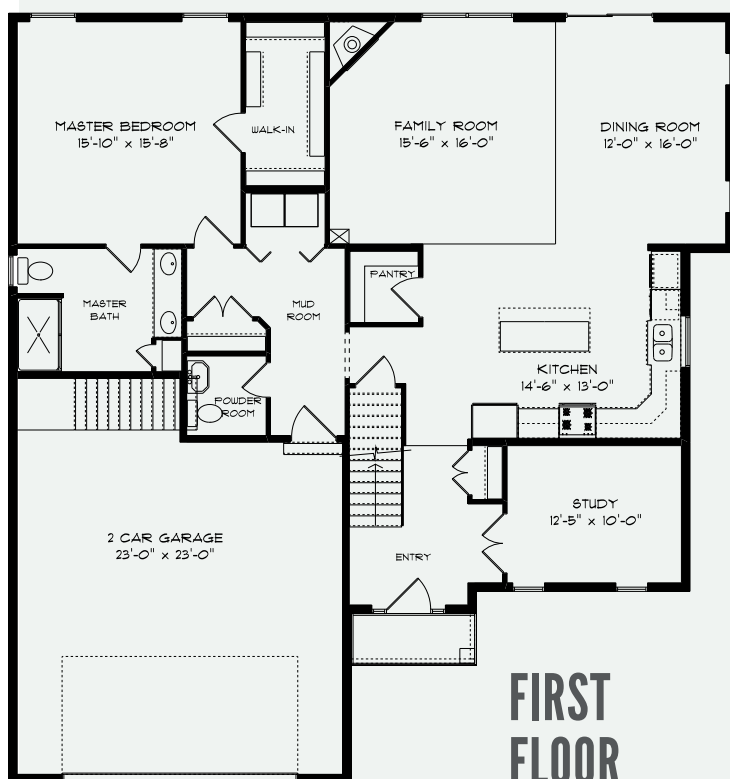 MASTER BEDROOM
15'-10" x 15'-8"
WALK-IN
FAMILY ROOM
15'-6" x 16'-0"
DINING ROOM
12'-0" x 16'-0"
MASTER
BATH
MUD
ROOM
PANTRY
KITCHEN
14'-6" x 13'-0"
POWDER
ROOM
2 CAR GARAGE
23'-0" x 23'-0"
ENTRY
STUDY
12'-5" x 10'-0"
FIRST
FLOOR